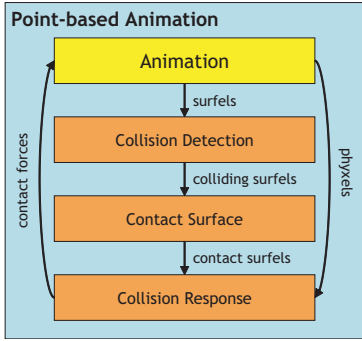 Point-based Animation
Animation
surfels
Collision Detection
colliding surfels
Contact Surface
contact surfels
Collision Response
contact forces
phyxels